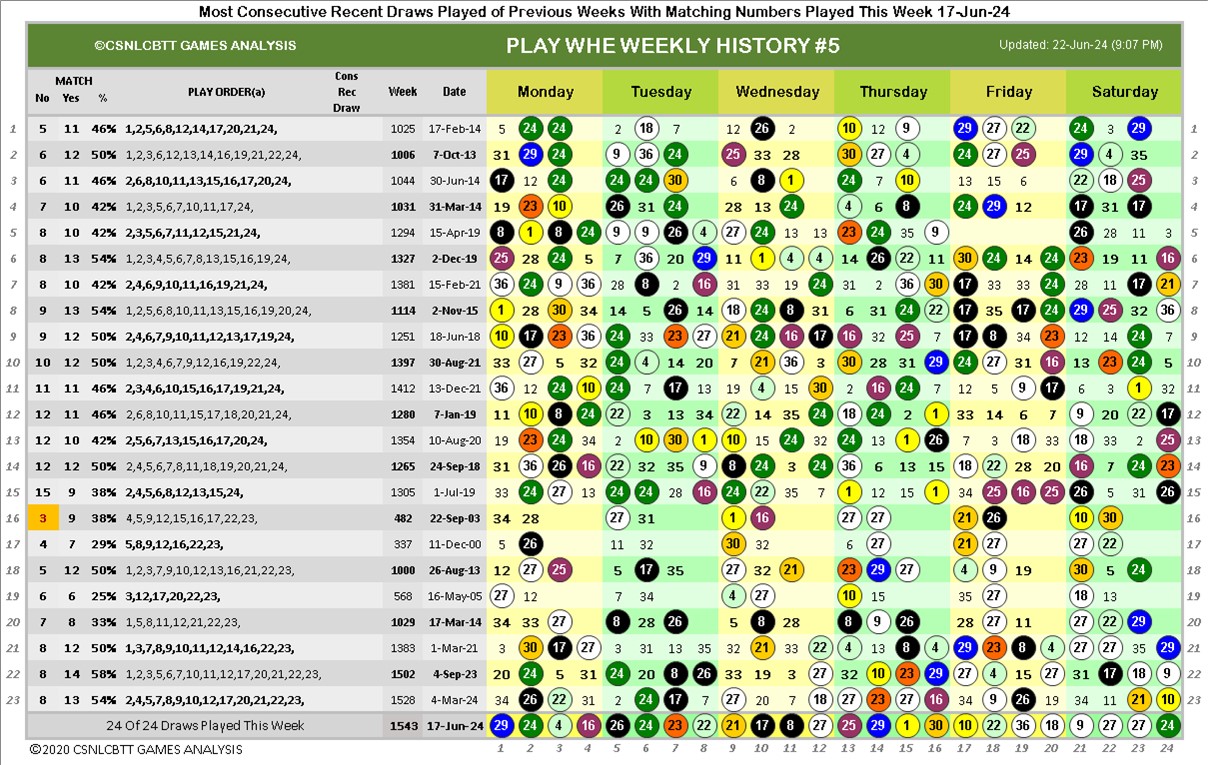 Most Consecutive Recent Draws Played of Previous Weeks With Matching Numbers Played This Week 17-Jun-24
©CSNLCBTT GAMES ANALYSIS PLAY WHE WEEKLY HISTORY #5 Updated: 22-Jun-24 (9:07 PM)
No MATCH Yes % PLAY ORDER(a) Cons Rec Draw Week Date Monday Tuesday Wednesday Thursday Friday Saturday
1 5 11 46% 1,2,5,6,8,12,14,17,20,21,24, 1025 17-Feb-14 5 24 24 2 18 7 12 26 2 10 12 9 29 27 22 24 3 29 1
2 6 12 50% 1,2,3,6,12,13,14,16,19,21,22,24, 1006 7-Oct-13 31 29 24 9 36 24 25 33 28 30 27 4 24 27 25 29 4 35 2
3 6 11 46% 2,6,8,10,11,13,15,16,17,20,24, 1044 30-Jun-14 17 12 24 24 24 30 6 8 1 24 7 10 13 15 6 22 18 25 3
4 7 10 42% 1,2,3,5,6,7,10,11,17,24, 1031 31-Mar-14 19 23 10 26 31 24 28 13 24 4 6 8 24 29 12 17 31 17 4
5 8 10 42% 2,3,5,6,7,11,12,15,21,24, 1294 15-Apr-19 8 1 8 24 9 9 26 4 27 24 13 13 23 24 35 9 26 28 11 3 5
6 8 13 54% 1,2,3,4,5,6,7,8,13,15,16,19,24, 1327 2-Dec-19 25 28 24 5 7 36 20 29 11 1 4 4 14 26 22 11 30 24 14 24 23 19 11 16 6
7 8 10 42% 2,4,6,9,10,11,16,19,21,24, 1381 15-Feb-21 36 24 9 36 28 8 2 16 31 33 19 24 31 2 36 30 17 33 33 24 28 11 17 21 7
8 9 13 54% 1,2,5,6,8,10,11,13,15,16,19,20,24, 1114 2-Nov-15 1 28 30 34 14 5 26 14 18 24 8 31 6 31 24 22 17 35 17 24 29 25 32 36 8
9 9 12 50% 2,4,6,7,9,10,11,12,13,17,19,24, 1251 18-Jun-18 10 17 23 36 24 33 23 27 21 24 16 17 16 32 25 7 17 8 34 23 12 14 24 7 9
10 10 12 50% 1,2,3,4,6,7,9,12,16,19,22,24, 1397 30-Aug-21 33 27 5 32 24 4 14 20 7 21 36 3 30 28 31 29 24 27 31 16 13 23 24 5 10
11 11 11 46% 2,3,4,6,10,15,16,17,19,21,24, 1412 13-Dec-21 36 12 24 10 24 7 17 13 19 4 15 30 2 16 24 7 12 5 9 17 6 3 1 32 11
12 12 11 46% 2,6,8,10,11,15,17,18,20,21,24, 1280 7-Jan-19 11 10 8 24 22 3 13 34 22 14 35 24 18 24 2 1 33 14 6 7 9 20 22 17 12
13 12 10 42% 2,5,6,7,13,15,16,17,20,24, 1354 10-Aug-20 19 23 24 34 2 10 30 1 10 15 24 32 24 13 1 26 7 3 18 33 18 33 2 25 13
14 12 12 50% 2,4,5,6,7,8,11,18,19,20,21,24, 1265 24-Sep-18 31 36 26 16 22 32 35 9 8 24 3 24 36 6 13 15 18 22 28 20 16 7 24 23 14
15 15 9 38% 2,4,5,6,8,12,13,15,24, 1305 1-Jul-19 33 24 27 13 24 24 28 16 24 22 35 7 1 12 15 1 34 25 16 25 26 5 31 26 15
16 3 9 38% 4,5,9,12,15,16,17,22,23, 482 22-Sep-03 34 28 27 31 1 16 27 27 21 26 10 30 16
17 4 7 29% 5,8,9,12,16,22,23, 337 11-Dec-00 5 26 11 32 30 32 6 27 21 27 27 22 17
18 5 12 50% 1,2,3,7,9,10,12,13,16,21,22,23, 1000 26-Aug-13 12 27 25 5 17 35 27 32 21 23 29 27 4 9 19 30 5 24 18
19 6 6 25% 3,12,17,20,22,23, 568 16-May-05 27 12 7 34 4 27 10 15 35 27 18 13 19
20 7 8 33% 1,5,8,11,12,21,22,23, 1029 17-Mar-14 34 33 27 8 28 26 5 8 28 8 9 26 28 27 11 27 22 29 20
21 8 12 50% 1,3,7,8,9,10,11,12,14,16,22,23, 1383 1-Mar-21 3 30 17 27 3 31 13 35 32 21 33 22 4 13 8 4 29 23 8 4 27 27 35 29 21
22 8 14 58% 1,2,3,5,6,7,10,11,12,17,20,21,22,23, 1502 4-Sep-23 20 24 5 31 24 20 8 26 33 19 3 27 32 10 23 29 27 4 15 27 31 17 18 9 22
23 8 13 54% 2,4,5,7,8,9,10,12,17,20,21,22,23, 1528 4-Mar-24 34 26 22 31 2 24 17 7 27 20 7 18 27 23 27 16 34 9 26 19 34 11 21 10 23
24 Of 24 Draws Played This Week 1543 17-Jun-24 29 24 4 16 26 24 23 22 21 17 8 27 25 29 1 30 10 22 36 18 9 27 27 24
©2020 CSNLCBTT GAMES ANALYSIS 1 2 3 4 5 6 7 8 9 10 11 12 13 14 15 16 17 18 19 20 21 22 23 24